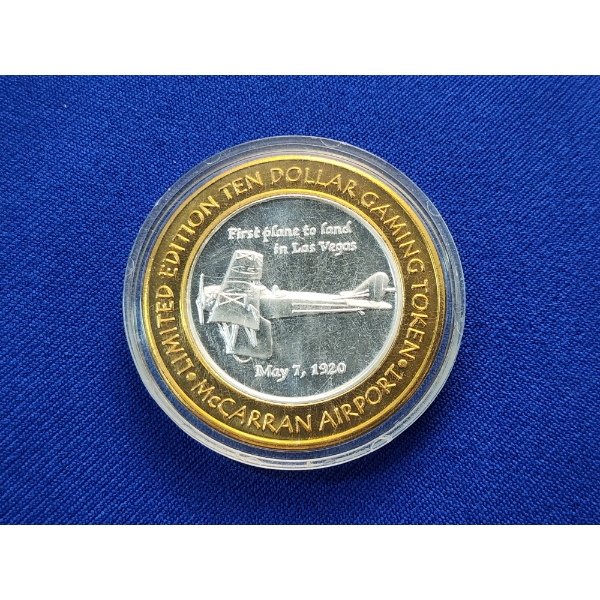 LIMITED EDITION TEN DOLLAR GAMING TOKEN
• McCARRAN AIRPORT •
First plane to land
in Las Vegas
May 7, 1920